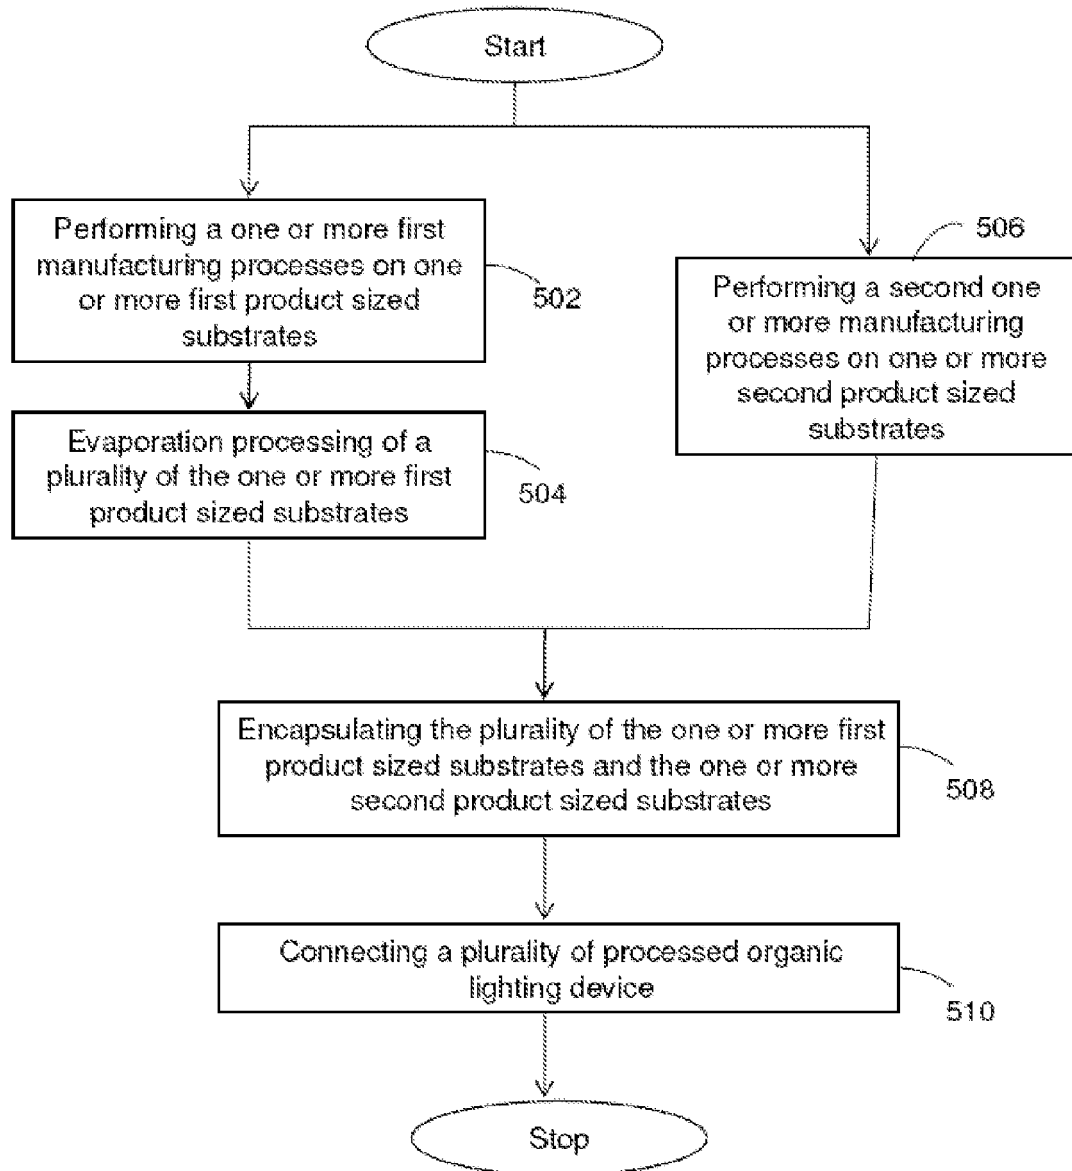 Start
Performing a one or more first
manufacturing processes on one
or more first product sized
substrates
502
506
Performing a second one
or more manufacturing
processes on one or more
second product sized
substrates
Evaporation processing of a
plurality of the one or more first
product sized substrates
504
Encapsulating the plurality of the one or more first
product sized substrates and the one or more
second product sized substrates
508
Connecting a plurality of processed organic
lighting device
510
Stop